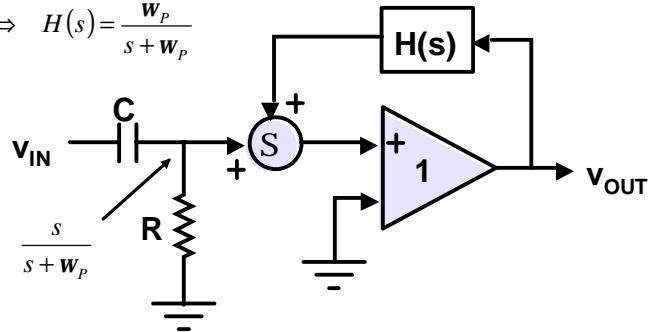 ⇒ H(s) = w_P / (s + w_P)
H(s)
C
+
v_IN
+
S
+
1
v_OUT
R
s / (s + w_P)